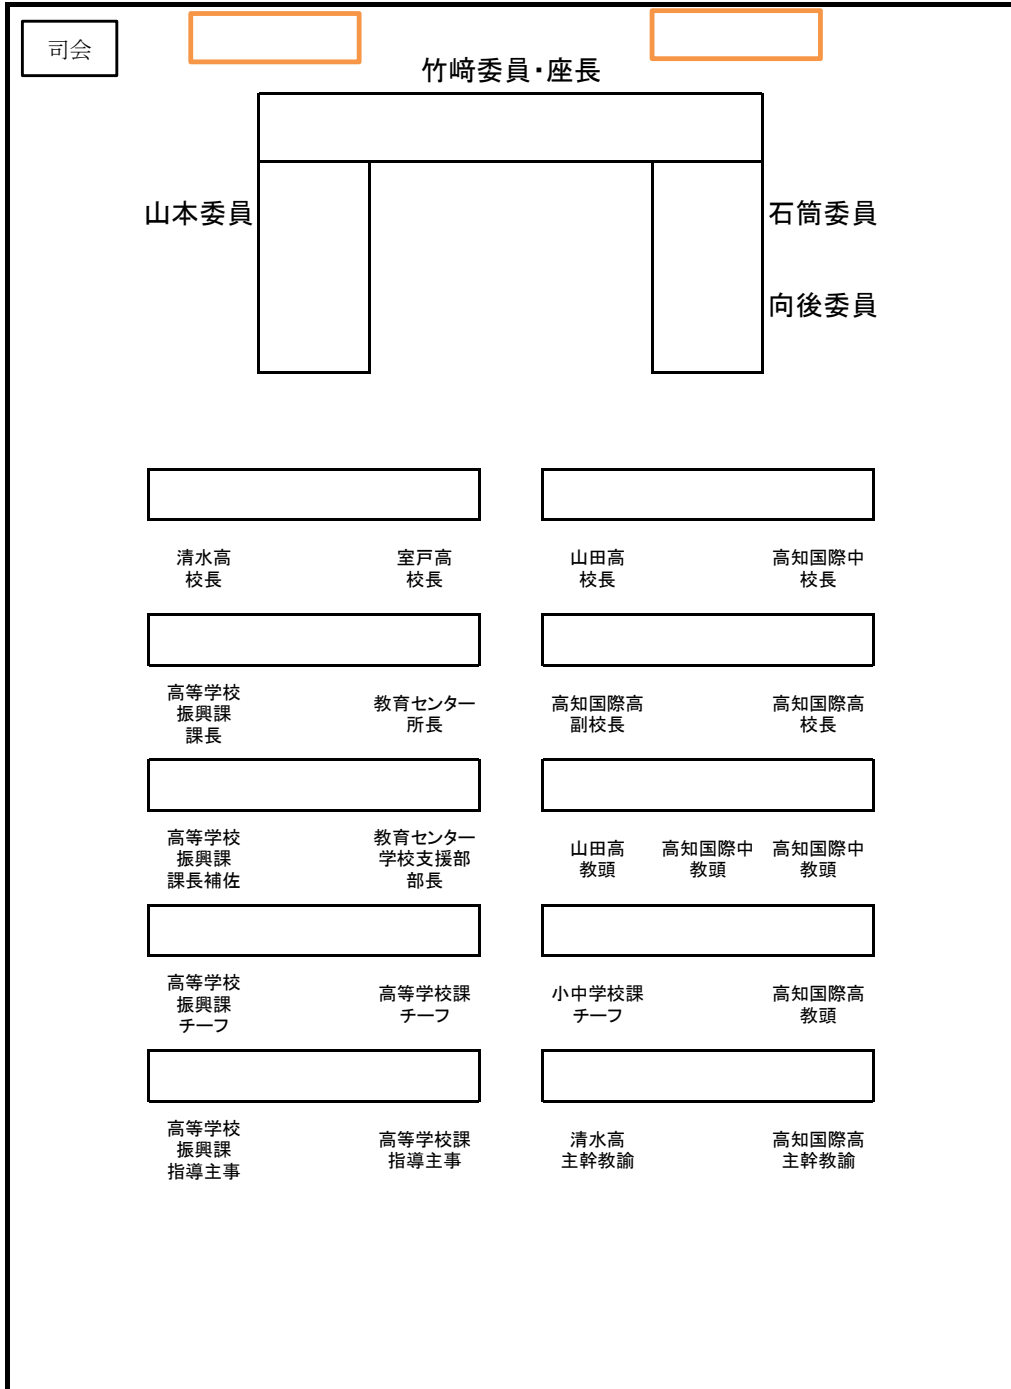 司会
竹﨑委員・座長
山本委員
石筒委員
向後委員
清水高
校長
室戸高
校長
山田高
校長
高知国際中
校長
高等学校
振興課
課長
教育センター
所長
高知国際高
副校長
高知国際高
校長
高等学校
振興課
課長補佐
教育センター
学校支援部
部長
山田高
教頭
高知国際中
教頭
高知国際中
教頭
高等学校
振興課
チーフ
高等学校課
チーフ
小中学校課
チーフ
高知国際高
教頭
高等学校
振興課
指導主事
高等学校課
指導主事
清水高
主幹教諭
高知国際高
主幹教諭